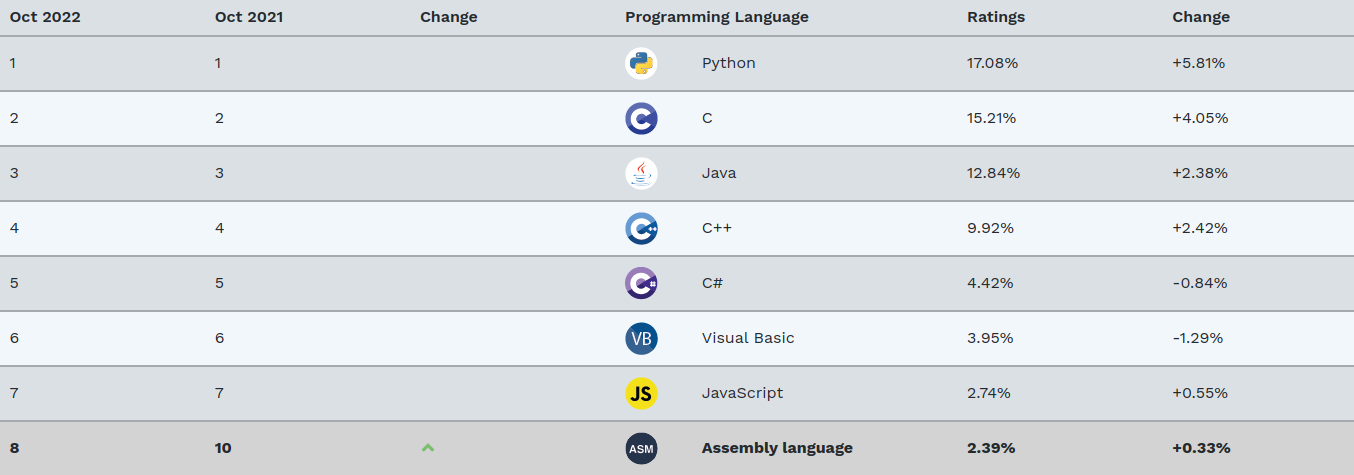 Oct 2022 Oct 2021 Change Programming Language Ratings Change
1 1 Python 17.08% +5.81%
2 2 C C 15.21% +4.05%
3 3 Java 12.84% +2.38%
4 4 C++ C++ 9.92% +2.42%
5 5 C# C# 4.42% -0.84%
6 6 VB Visual Basic 3.95% -1.29%
7 7 JS JavaScript 2.74% +0.55%
8 10 ASM Assembly language 2.39% +0.33%